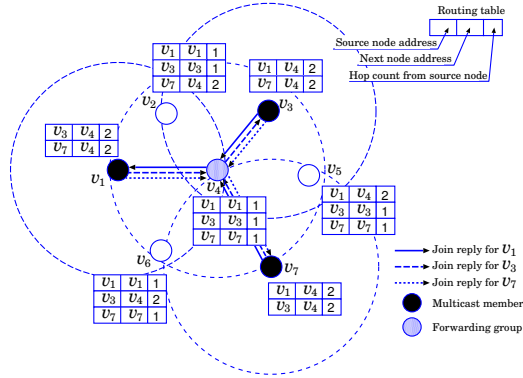 Routing table
Source node address
Next node address
Hop count from source node
v1 v1 1
v3 v3 1
v7 v4 2
v2
v1 v4 2
v7 v4 2
v3
v3 v4 2
v7 v4 2
v1
v4
v5
v1 v4 2
v3 v3 1
v7 v7 1
v1 v1 1
v3 v3 1
v7 v7 1
v6
v1 v1 1
v3 v4 2
v7 v7 1
v7
v1 v4 2
v3 v4 2
Join reply for v1
Join reply for v3
Join reply for v7
Multicast member
Forwarding group